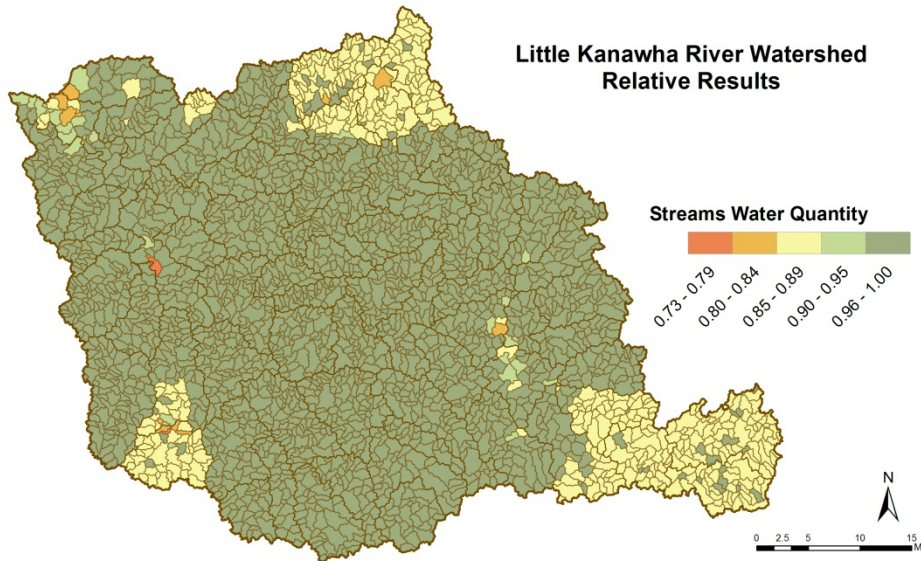 Little Kanawha River Watershed
Relative Results
Streams Water Quantity
0.73 - 0.79
0.80 - 0.84
0.85 - 0.89
0.90 - 0.95
0.96 - 1.00
N
0 2.5 5 10 15
M